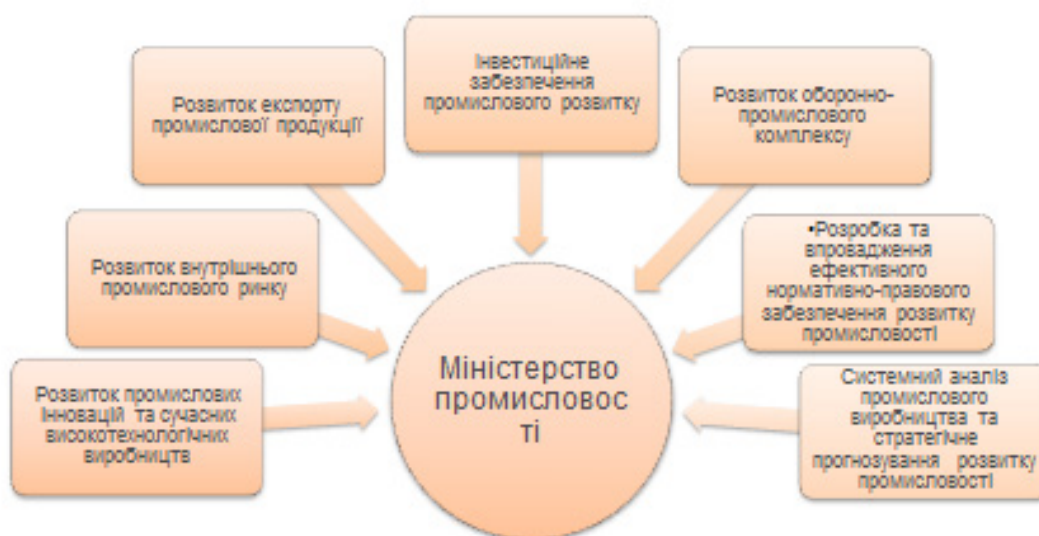 Інвестиційне
забезпечення
промислового розвитку
Розвиток експорту
промислової продукції
Розвиток оборонно-
промислового
комплексу
Розвиток внутрішнього
промислового ринку
•Розробка та
впровадження
ефективного
нормативно-правового
забезпечення розвитку
промисловості
Розвиток промислових
інновацій та сучасних
високотехнологічних
виробництв
Міністерство
промисловос
ті
Системний аналіз
промислового
виробництва та
стратегічне
прогнозування розвитку
промисловості